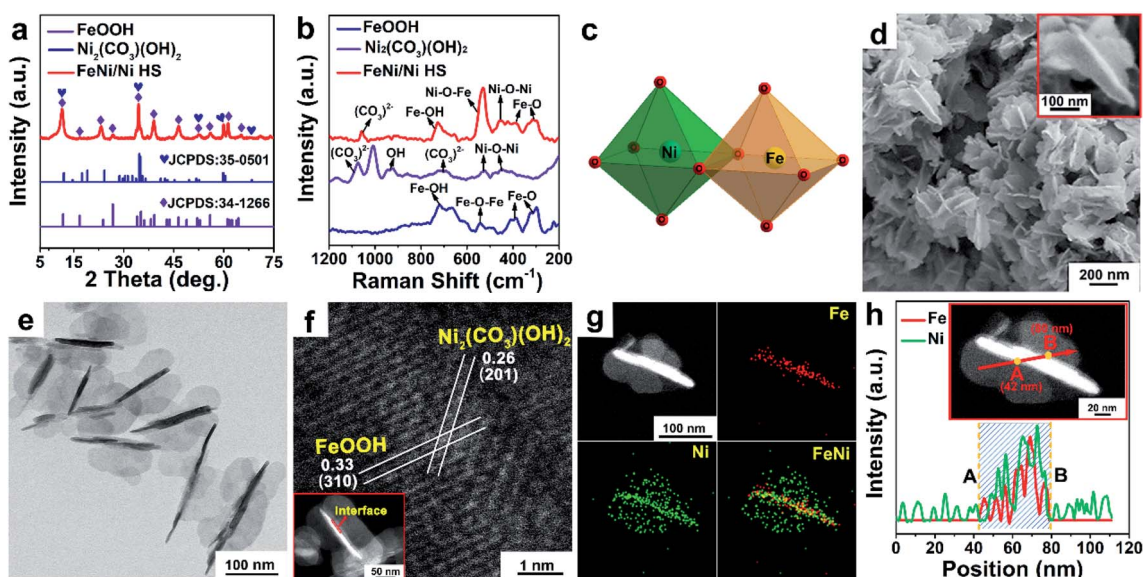 a
FeOOH
Ni2(CO3)(OH)2
FeNi/Ni HS
♥JCPDS:35-0501
♦JCPDS:34-1266
Intensity (a.u.)
5 15 25 35 45 55 65 75
2 Theta (deg.)
b
FeOOH
Ni2(CO3)(OH)2
FeNi/Ni HS
Ni-O-Fe
Ni-O-Ni
(CO3)2-
Fe-OH
Fe-O
(CO3)2-
OH
(CO3)2-
Ni-O-Ni
Fe-OH
Fe-O-Fe
Fe-O
Intensity (a.u.)
1200 1000 800 600 400 200
Raman Shift (cm-1)
c
Ni
Fe
O
O
O
O
O
O
O
O
O
O
d
100 nm
200 nm
e
100 nm
f
Ni2(CO3)(OH)2
0.26
(201)
FeOOH
0.33
(310)
Interface
50 nm
1 nm
g
Fe
100 nm
Ni
FeNi
h
Fe
Ni
B
A
(42 nm)
20 nm
A
B
Intensity (a.u.)
0 10 20 30 40 50 60 70 80 90 100 120
Position (nm)